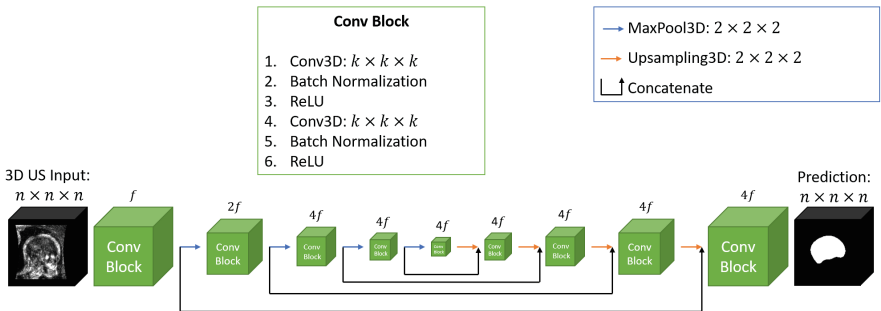 Conv Block
1. Conv3D: k × k × k
2. Batch Normalization
3. ReLU
4. Conv3D: k × k × k
5. Batch Normalization
6. ReLU
MaxPool3D: 2 × 2 × 2
Upsampling3D: 2 × 2 × 2
Concatenate
3D US Input:
n × n × n
f
2f
4f
4f
4f
4f
4f
4f
4f
Prediction:
n × n × n
Conv
Block
Conv
Block
Conv
Block
Conv
Block
Conv
Block
Conv
Block
Conv
Block
Conv
Block
Conv
Block